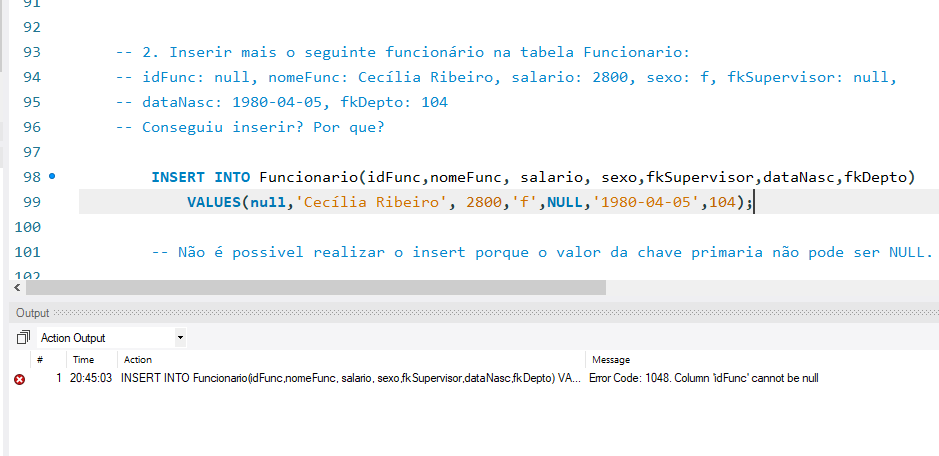 91
92
93 -- 2. Inserir mais o seguinte funcionário na tabela Funcionario:
94 -- idFunc: null, nomeFunc: Cecília Ribeiro, salario: 2800, sexo: f, fkSupervisor: null,
95 -- dataNasc: 1980-04-05, fkDepto: 104
96 -- Conseguiu inserir? Por que?
97
98 INSERT INTO Funcionario(idFunc,nomeFunc, salario, sexo,fkSupervisor,dataNasc,fkDepto)
99 VALUES(null,'Cecília Ribeiro', 2800,'f',NULL,'1980-04-05',104);
100
101 -- Não é possivel realizar o insert porque o valor da chave primaria não pode ser NULL.
102
Output
Action Output
# Time Action Message
1 20:45:03 INSERT INTO Funcionario(idFunc,nomeFunc, salario, sexo,fkSupervisor,dataNasc,fkDepto) VA... Error Code: 1048. Column 'idFunc' cannot be null